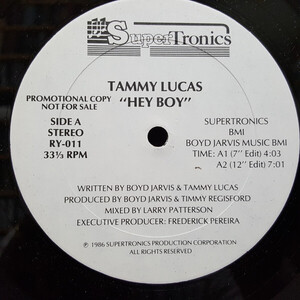 SuperTronics
TAMMY LUCAS
"HEY BOY"
PROMOTIONAL COPY
NOT FOR SALE
SIDE A
STEREO
RY-011
33⅓ RPM
SUPERTRONICS
BMI
BOYD JARVIS MUSIC BMI
TIME: A1 (7" Edit) 4:03
A2 (12" Edit) 7:01
WRITTEN BY BOYD JARVIS & TAMMY LUCAS
PRODUCED BY BOYD JARVIS & TIMMY REGISFORD
MIXED BY LARRY PATTERSON
EXECUTIVE PRODUCER: FREDERICK PEREIRA
℗ 1986 SUPERTRONICS PRODUCTION CORPORATION
ALL RIGHTS RESERVED